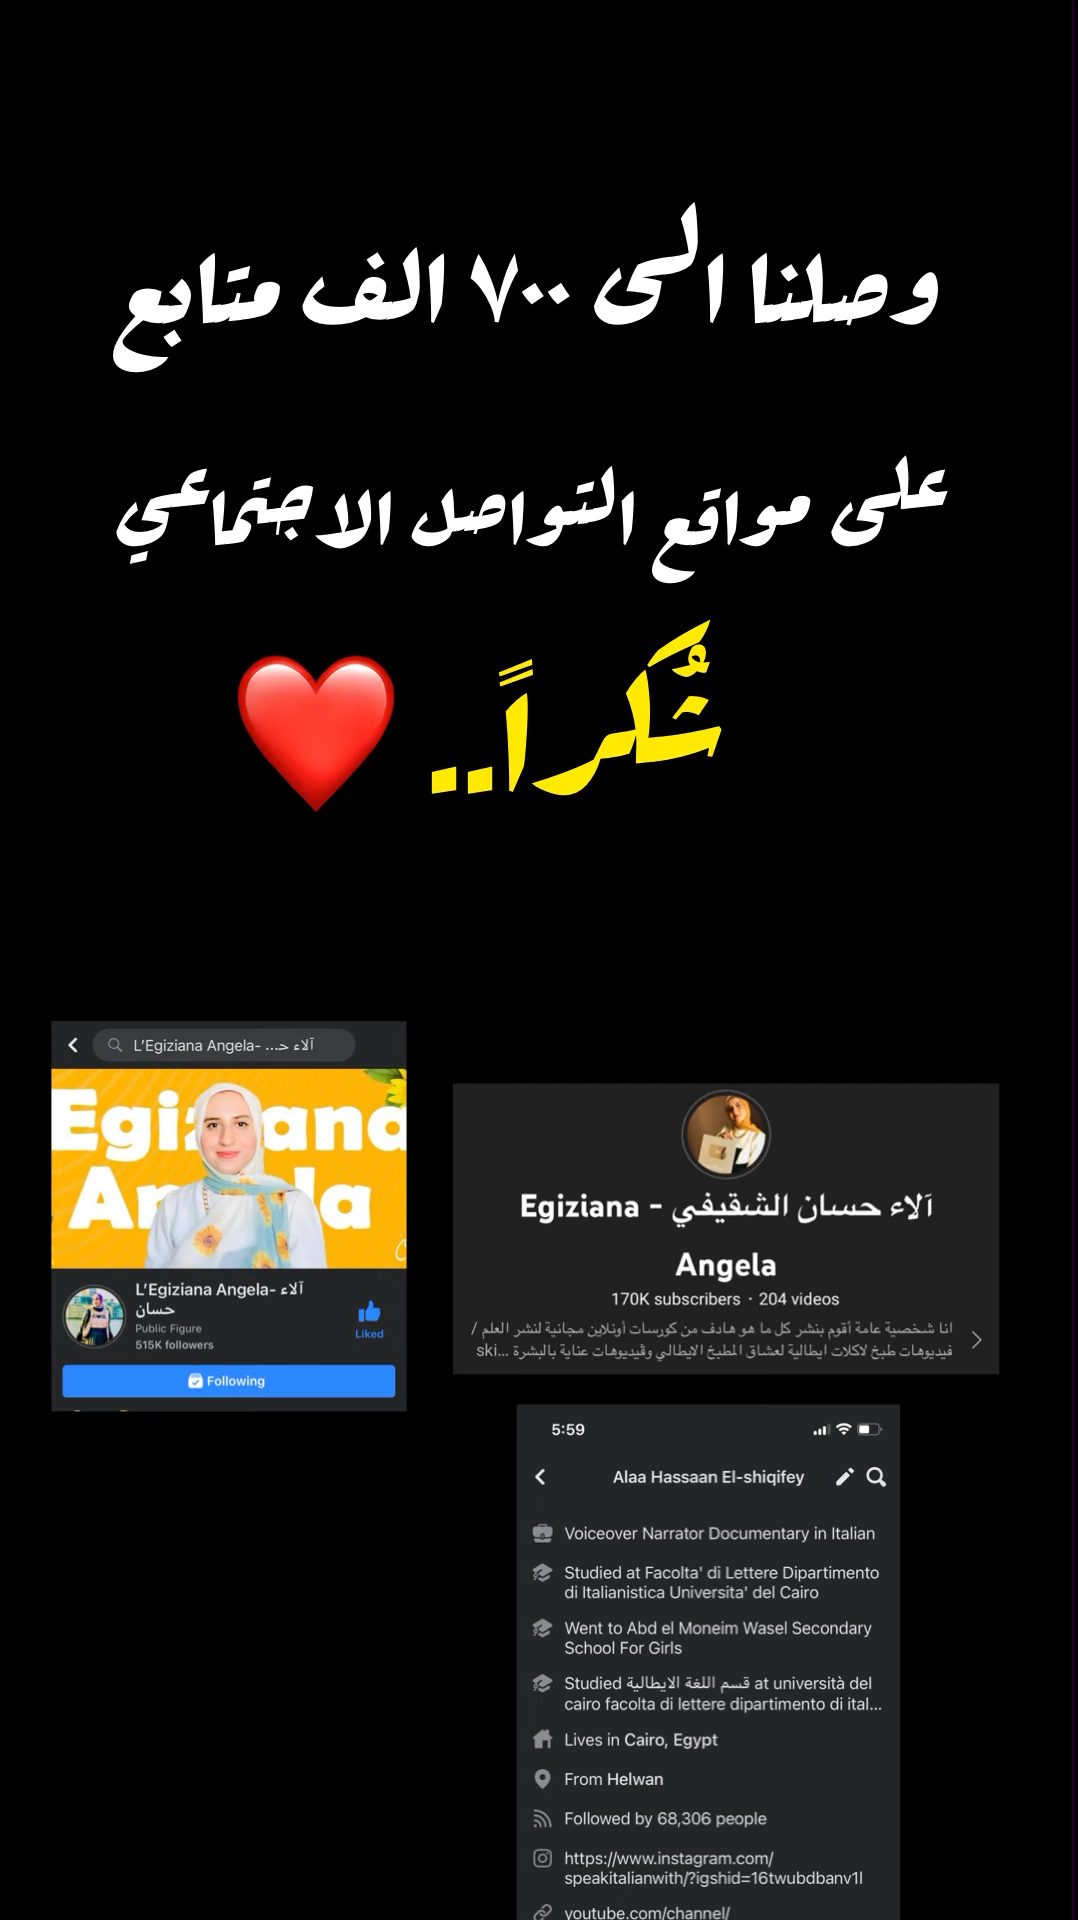 وصلنا الى ٧٠٠ الف متابع
على مواقع التواصل الاجتماعي
شُكراً..
L'Egiziana Angela- آلاء حـ...
Egiziana
Angela
L'Egiziana Angela- آلاء
حسان
Public Figure
515K followers
Liked
Following
آلاء حسان الشقيفي - Egiziana
Angela
170K subscribers · 204 videos
انا شخصية عامة أقوم بنشر كل ما هو هادف من كورسات أونلاين مجانية لنشر العلم /
فيديوهات طبخ لاكلات ايطالية لعشاق المطبخ الايطالي وڤيديوهات عناية بالبشرة ...ski
5:59
Alaa Hassaan El-shiqifey
Voiceover Narrator Documentary in Italian
Studied at Facolta' di Lettere Dipartimento
di Italianistica Universita' del Cairo
Went to Abd el Moneim Wasel Secondary
School For Girls
Studied قسم اللغة الايطالية at università del
cairo facolta di lettere dipartimento di ital...
Lives in Cairo, Egypt
From Helwan
Followed by 68,306 people
https://www.instagram.com/
speakitalianwith/?igshid=16twubdbanv1l
youtube.com/channel/